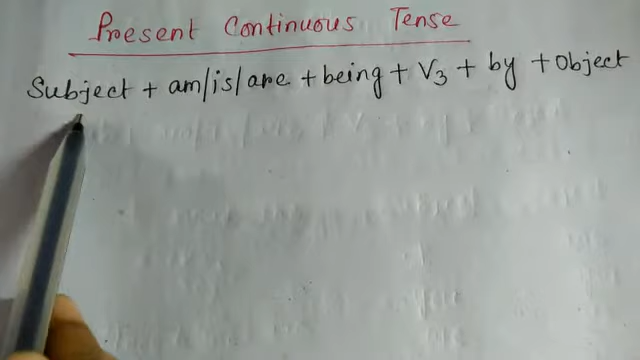 Present Continuous Tense
Subject + am/is/are + being + V3 + by + Object